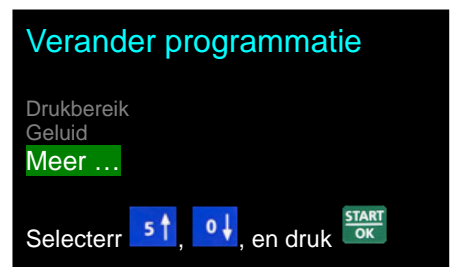 Verander programmatie
Drukbereik
Geluid
Meer ...
Selecterr 5↑, 0↓, en druk START OK